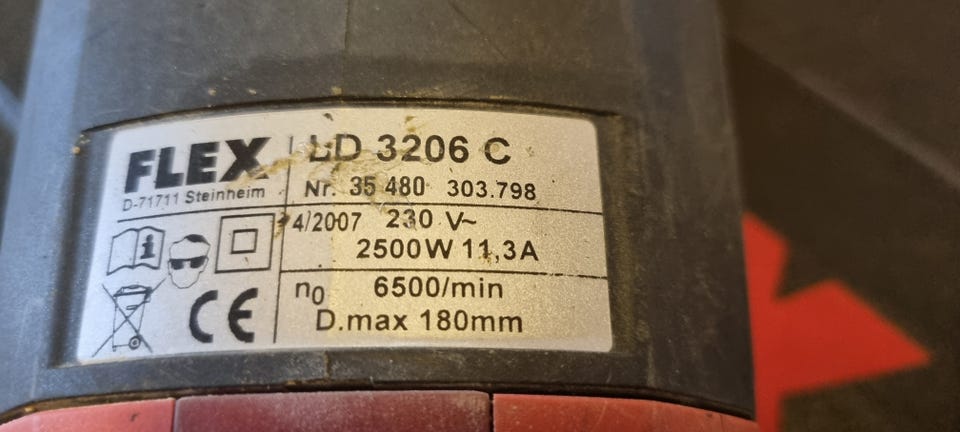 FLEX
D-71711 Steinheim
LD 3206 C
Nr. 35 480 303.798
4/2007 230 V~
2500W 11,3A
CE
n0 6500/min
D.max 180mm